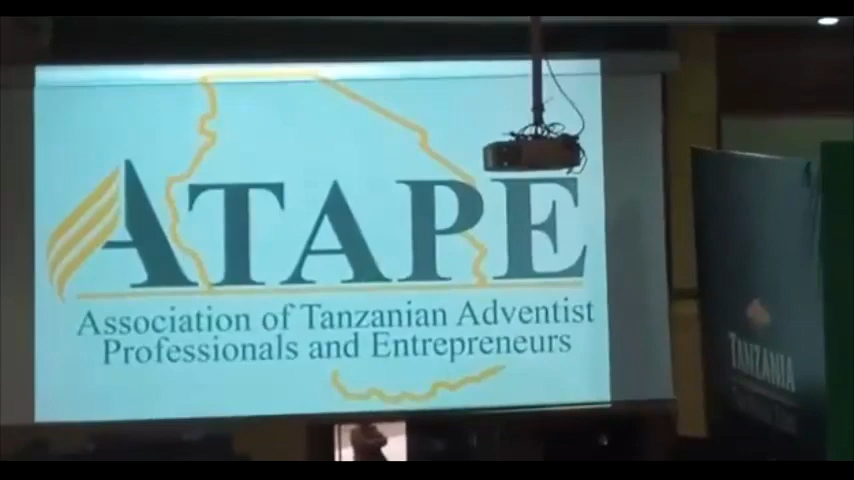 ATAPE
Association of Tanzanian Adventist
Professionals and Entrepreneurs
TANZANIA